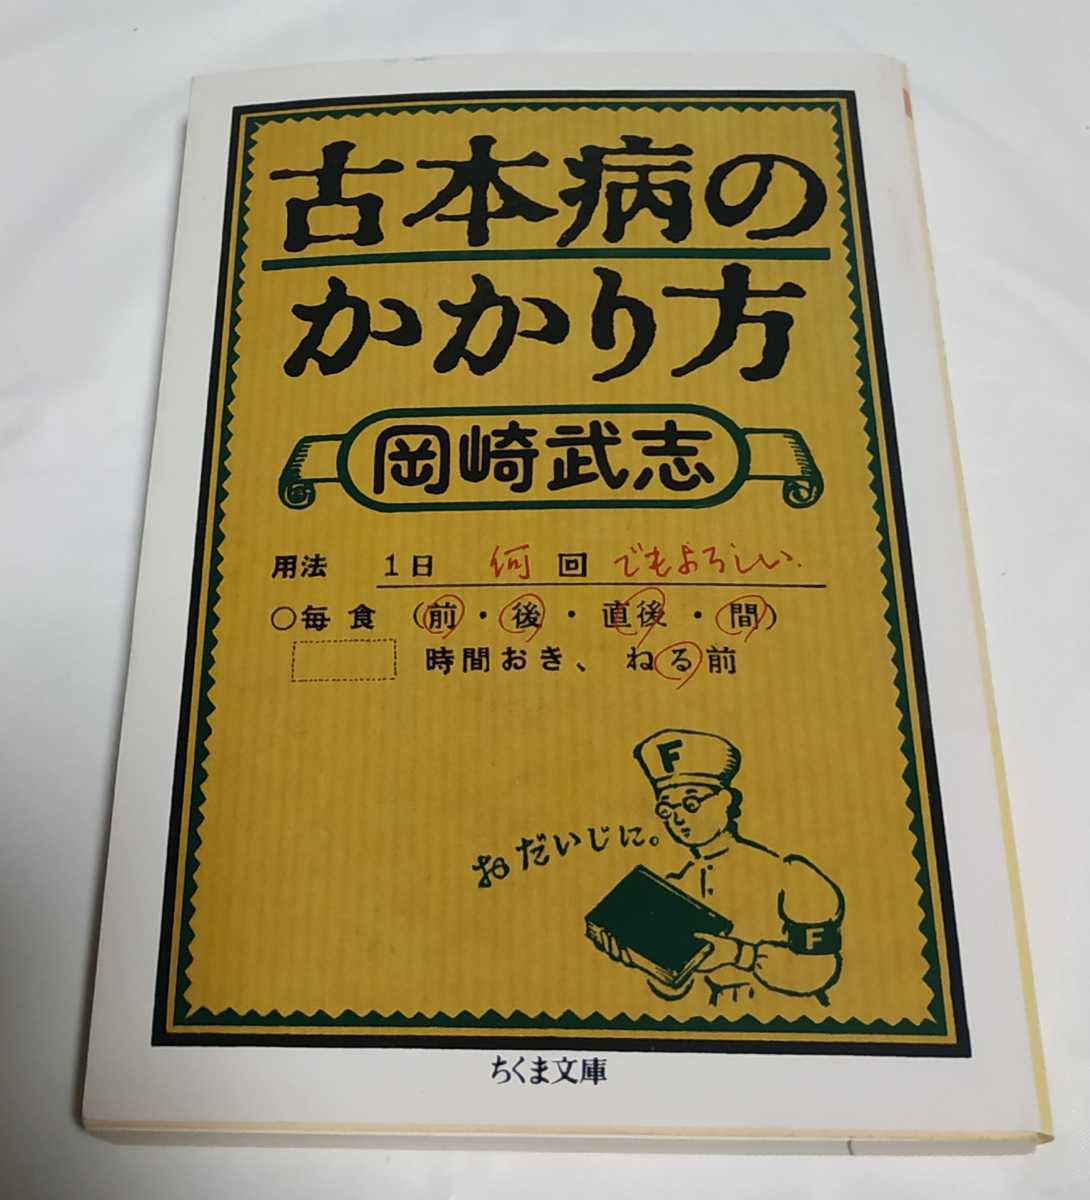 古本病の
かかり方
岡崎武志
用法 1日 何回 でもよろしい.
○毎食 (前・後・直後・間)
時間おき、ねる前
F
おだいじに。
F
ちくま文庫